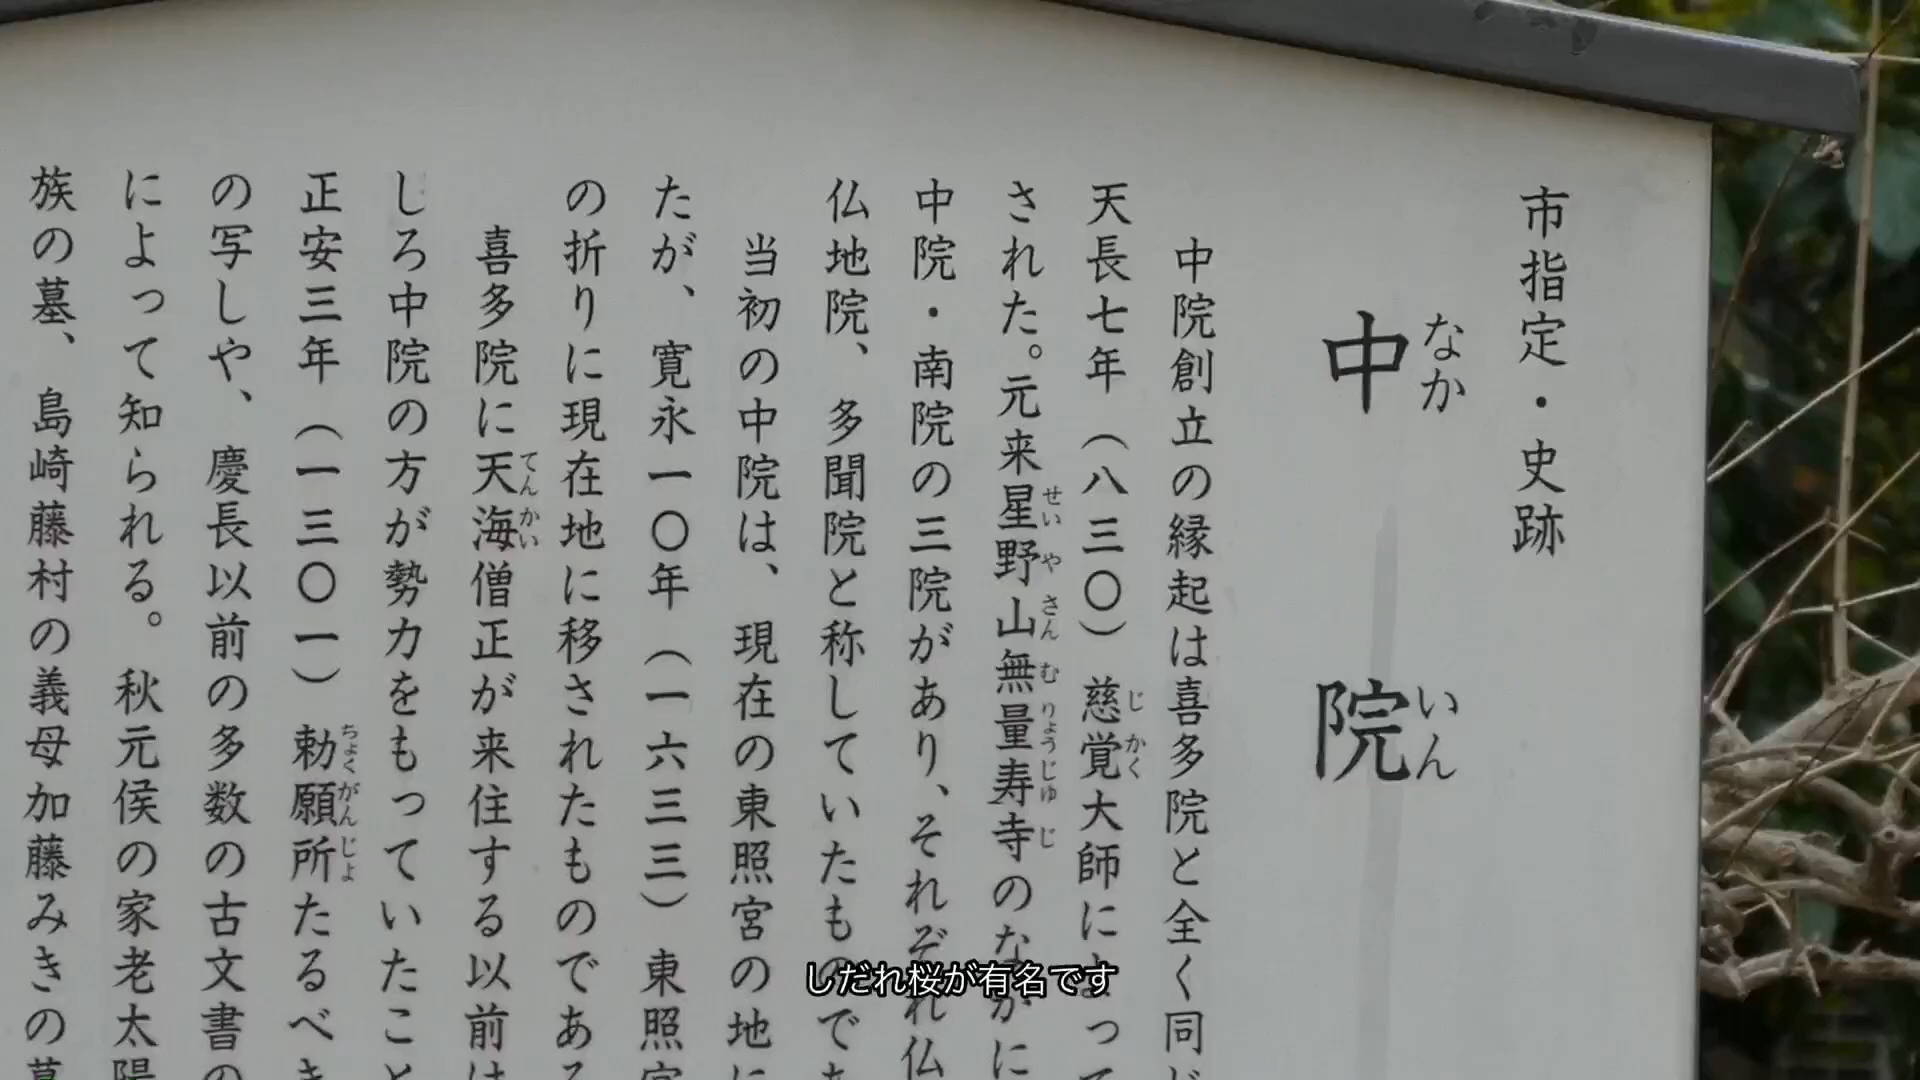 市指定・史跡
なか いん
中院
中院創立の縁起は喜多院と全く同じ
天長七年（八三〇）慈覚大師によって
じ かく
された。元来星野山無量寿寺のなかに
せい や さん む りょう じゅ じ
中院・南院の三院があり、それぞれ仏
仏地院、多聞院と称していたものであ
当初の中院は、現在の東照宮の地に
たが、寛永一〇年（一六三三）東照宮
の折りに現在地に移されたものである
喜多院に天海僧正が来住する以前は
てん かい
しろ中院の方が勢力をもっていたこと
正安三年（一三〇一）勅願所たるべき
ちょく がん じょ
の写しや、慶長以前の多数の古文書の
によって知られる。秋元侯の家老太陽
族の墓、島崎藤村の義母加藤みきの墓
しだれ桜が有名です